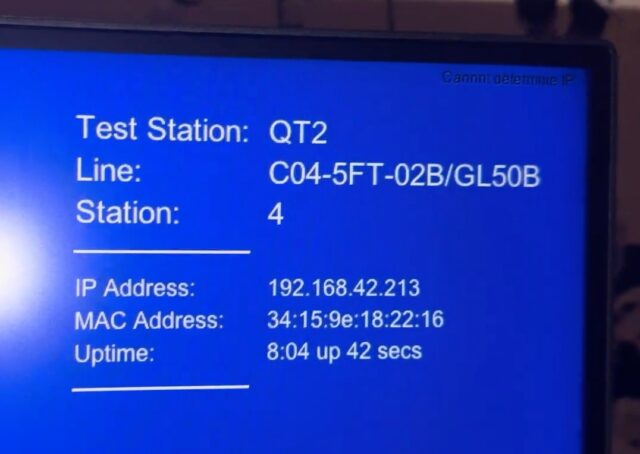 Cannot determine IP
Test Station: QT2
Line: C04-5FT-02B/GL50B
Station: 4
IP Address: 192.168.42.213
MAC Address: 34:15:9e:18:22:16
Uptime: 8:04 up 42 secs